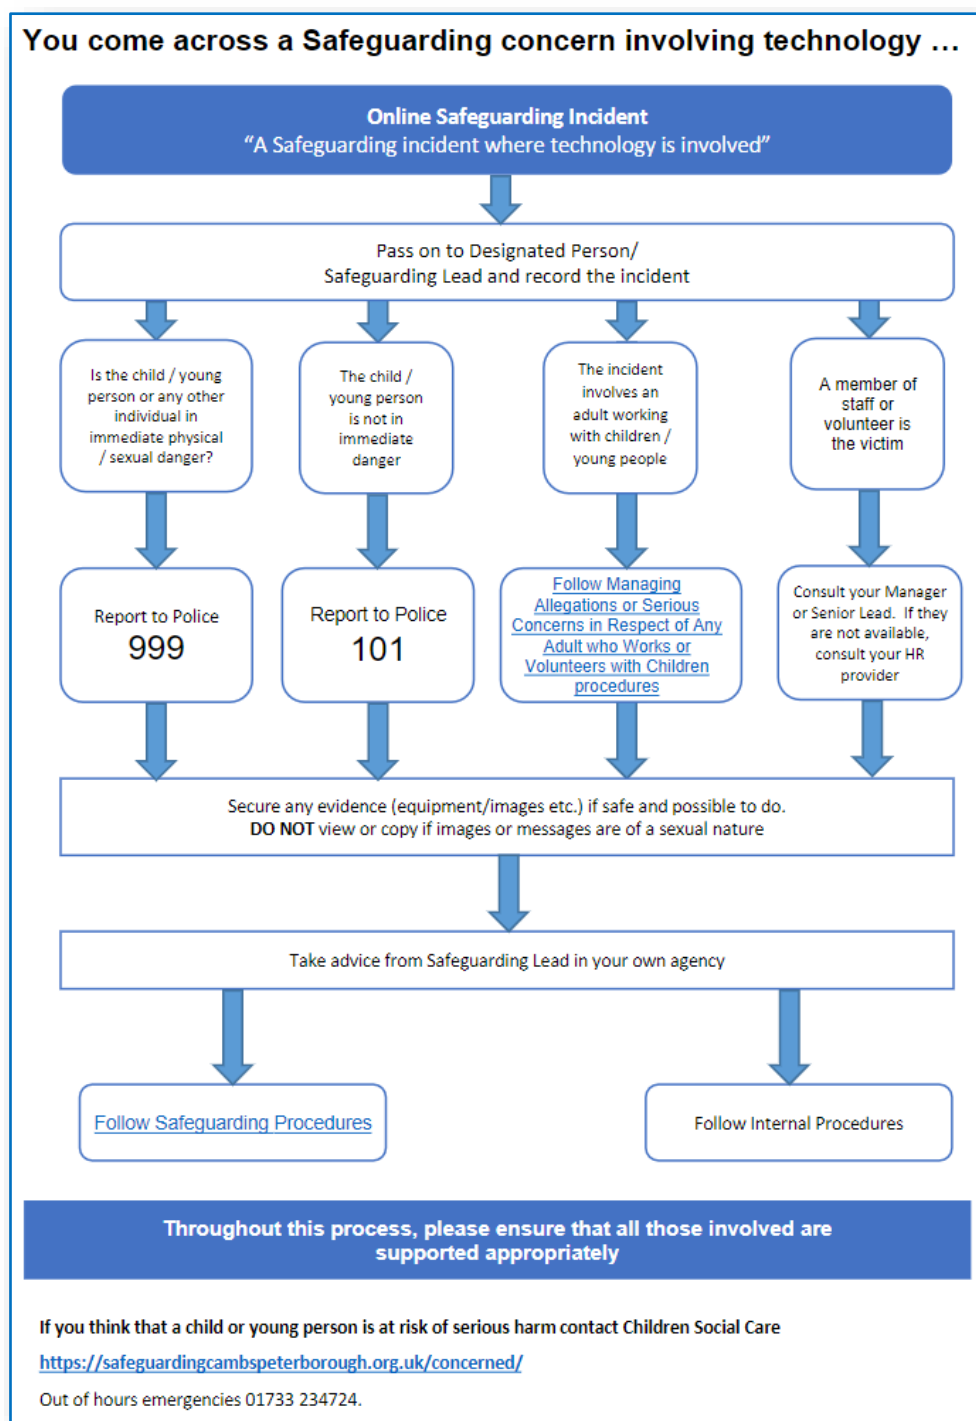 You come across a Safeguarding concern involving technology ...
Online Safeguarding Incident
“A Safeguarding incident where technology is involved”
Pass on to Designated Person/
Safeguarding Lead and record the incident
Is the child / young
person or any other
individual in
immediate physical
/ sexual danger?
The child /
young person
is not in
immediate
danger
The incident
involves an
adult working
with children /
young people
A member of
staff or
volunteer is
the victim
Report to Police
999
Report to Police
101
Follow Managing
Allegations or Serious
Concerns in Respect of Any
Adult who Works or
Volunteers with Children
procedures
Consult your Manager
or Senior Lead.  If they
are not available,
consult your HR
provider
Secure any evidence (equipment/images etc.) if safe and possible to do.
DO NOT view or copy if images or messages are of a sexual nature
Take advice from Safeguarding Lead in your own agency
Follow Safeguarding Procedures
Follow Internal Procedures
Throughout this process, please ensure that all those involved are
supported appropriately
If you think that a child or young person is at risk of serious harm contact Children Social Care
https://safeguardingcambspeterborough.org.uk/concerned/
Out of hours emergencies 01733 234724.